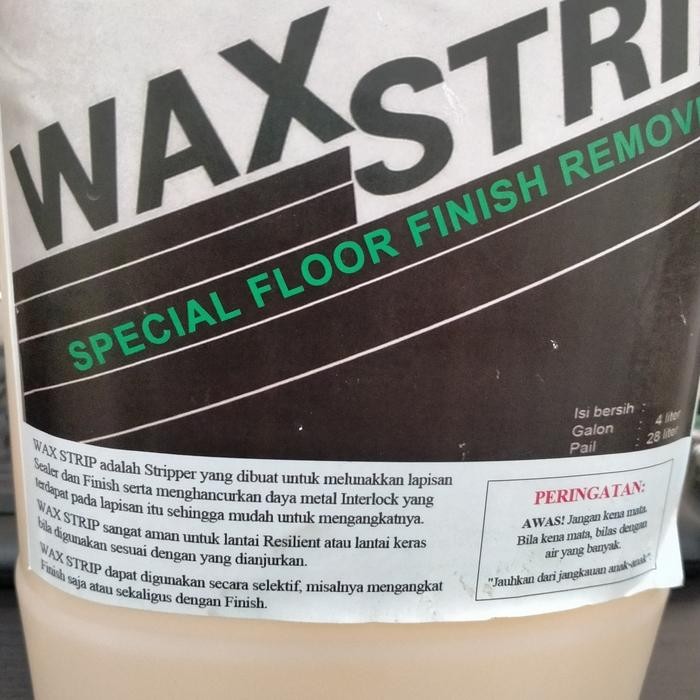 WAXSTRI
SPECIAL FLOOR FINISH REMOV
Isi bersih :
Galon : 4 liter
Pail : 28 liter
WAX STRIP adalah Stripper yang dibuat untuk melunakkan lapisan
Sealer dan Finish serta menghancurkan daya metal Interlock yang
terdapat pada lapisan itu sehingga mudah untuk mengangkatnya.
WAX STRIP sangat aman untuk lantai Resilient atau lantai keras
bila digunakan sesuai dengan yang dianjurkan.
WAX STRIP dapat digunakan secara selektif, misalnya mengangkat
Finish saja atau sekaligus dengan Finish.
PERINGATAN:
AWAS! Jangan kena mata.
Bila kena mata, bilas dengan
air yang banyak.
"Jauhkan dari jangkauan anak-anak".